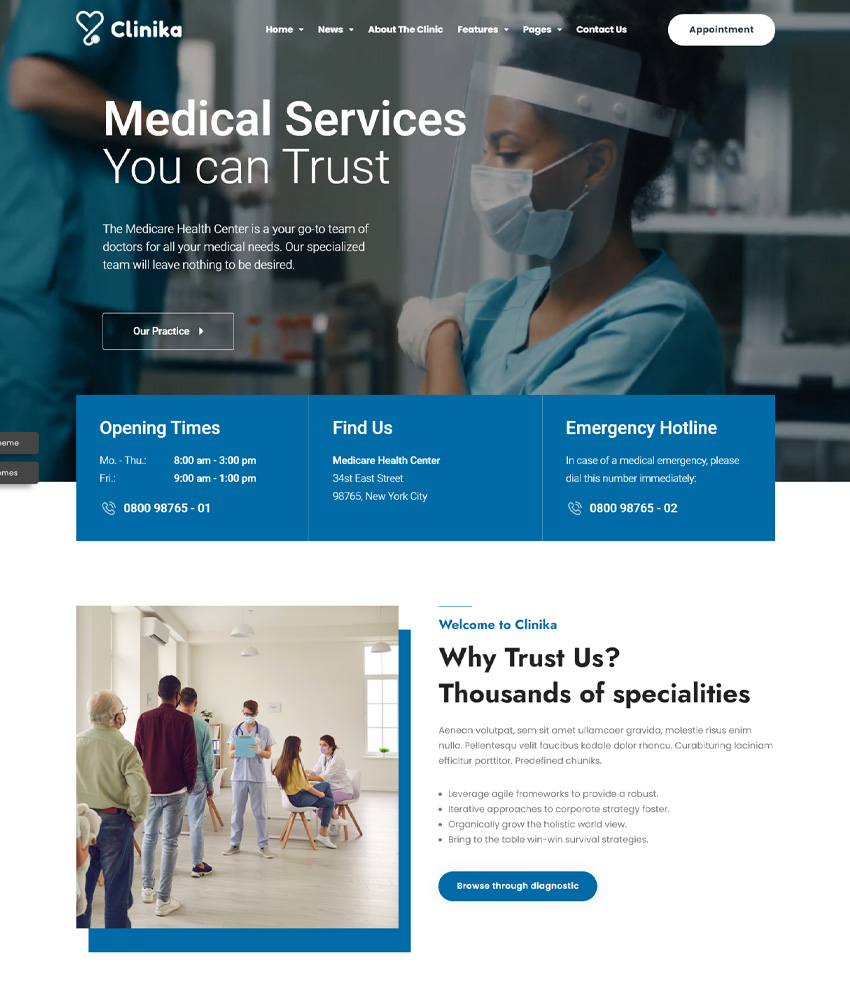 Clinika
Home News About The Clinic Features Pages Contact Us
Appointment
Medical Services
You can Trust
The Medicare Health Center is a your go-to team of
doctors for all your medical needs. Our specialized
team will leave nothing to be desired.
Our Practice
Opening Times
Mo. - Thu.: 8:00 am - 3:00 pm
Fri.: 9:00 am - 1:00 pm
0800 98765 - 01
Find Us
Medicare Health Center
34st East Street
98765, New York City
Emergency Hotline
In case of a medical emergency, please
dial this number immediately:
0800 98765 - 02
Welcome to Clinika
Why Trust Us?
Thousands of specialities
Aenean volutpat, sem sit amet ullamcoer gravida, molestie risus enim
nulla. Pellentesqu velit faucibus kodale dolor rhoncu. Curabituring laciniam
efficitur porttitor. Predefined chuniks.
Leverage agile frameworks to provide a robust.
Iterative approaches to corporate strategy foster.
Organically grow the holistic world view.
Bring to the table win-win survival strategies.
Browse through diagnostic